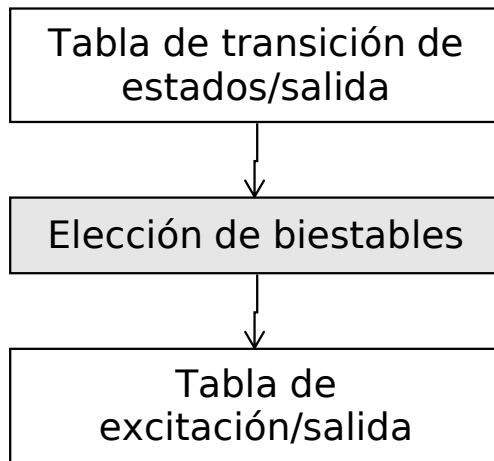 Tabla de transición de
estados/salida
Elección de biestables
Tabla de
excitación/salida